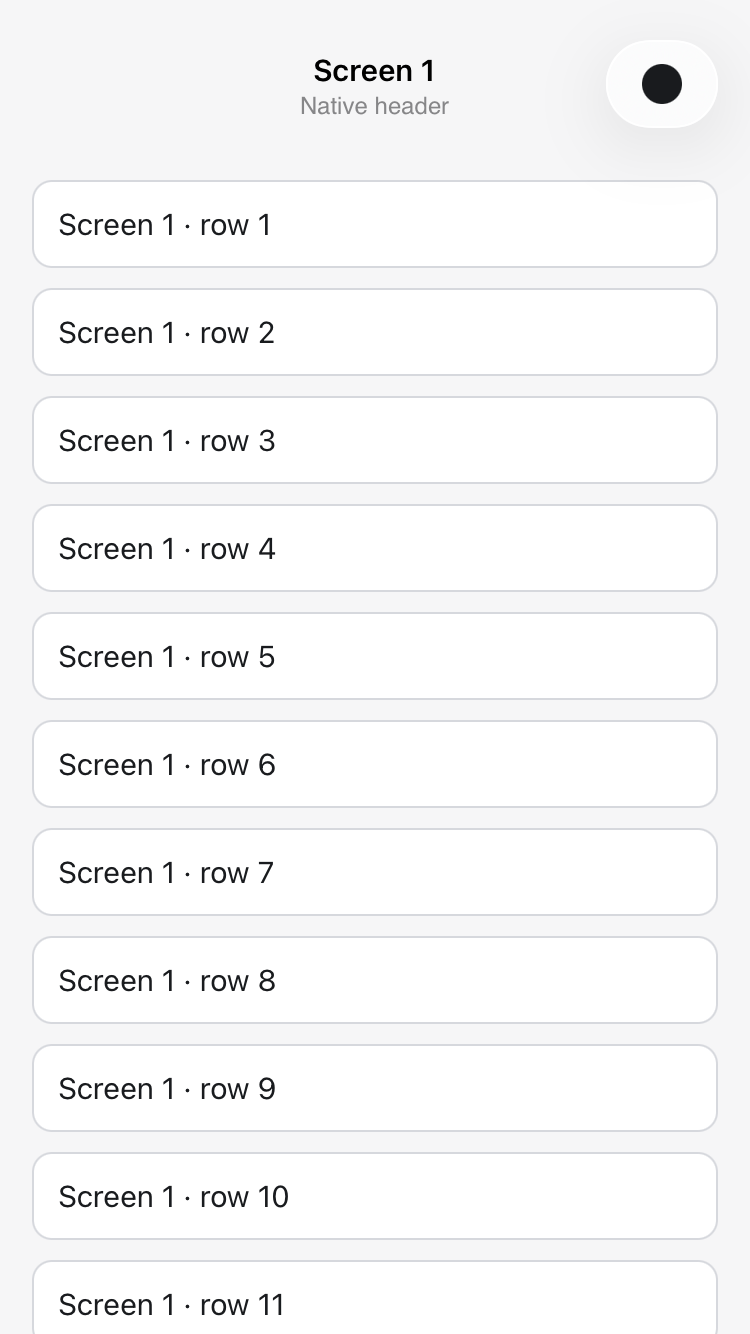 Screen 1
Native header
Screen 1 · row 1
Screen 1 · row 2
Screen 1 · row 3
Screen 1 · row 4
Screen 1 · row 5
Screen 1 · row 6
Screen 1 · row 7
Screen 1 · row 8
Screen 1 · row 9
Screen 1 · row 10
Screen 1 · row 11